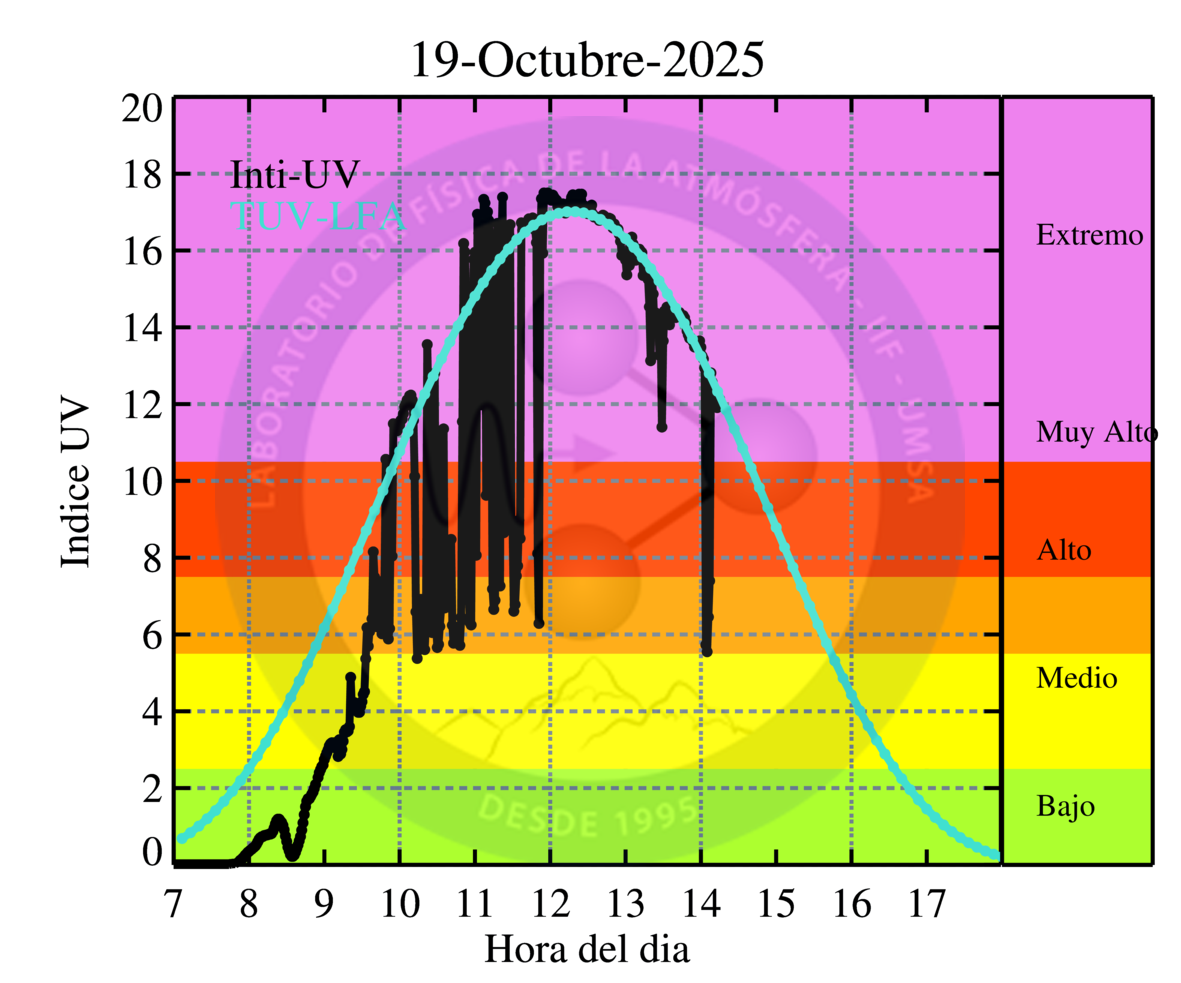 19-Octubre-2025
20
18
16
14
12
10
8
6
4
2
0
Indice UV
Inti-UV
TUV-LFA
LABORATORIO DE FÍSICA DE LA ATMÓSFERA - IIF - UMSA
DESDE 1995
Extremo
Muy Alto
Alto
Medio
Bajo
7 8 9 10 11 12 13 14 15 16 17
Hora del dia